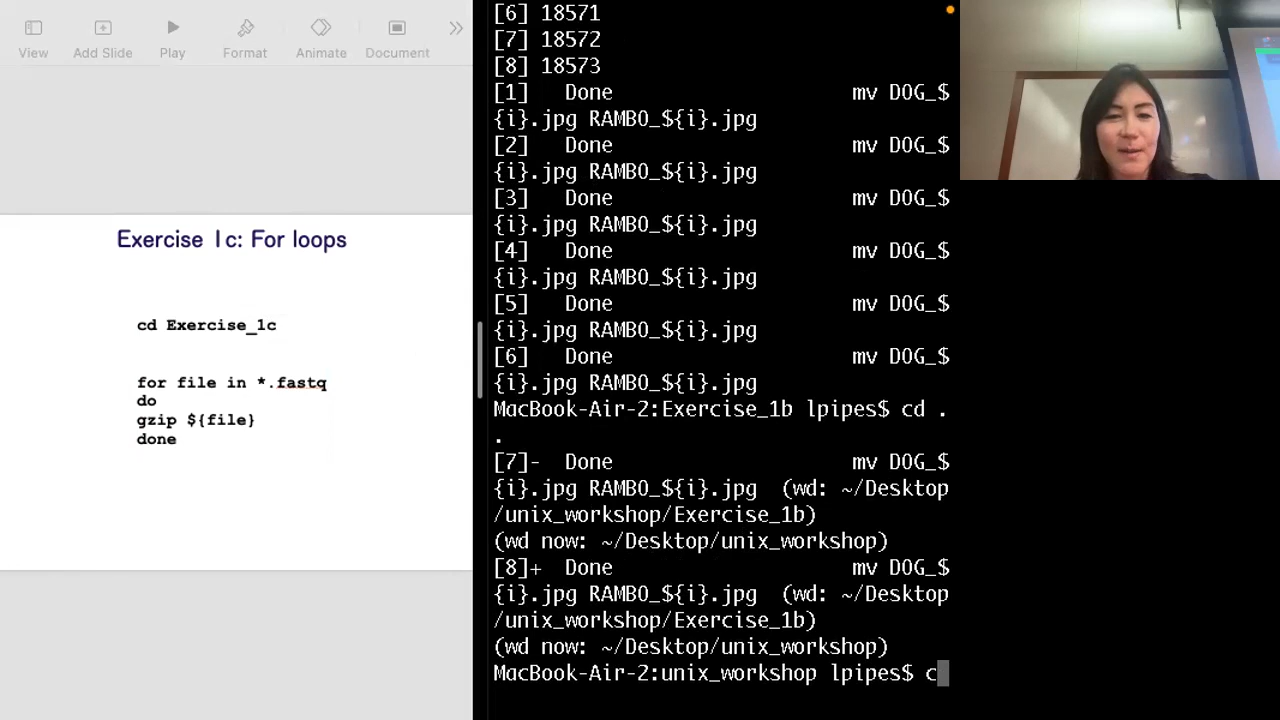 View
Add Slide
Play
Format
Animate
Document
Exercise 1c: For loops
cd Exercise_1c
for file in *.fastq
do
gzip ${file}
done
[6] 18571
[7] 18572
[8] 18573
[1]   Done                    mv DOG_$
{i}.jpg RAMBO_${i}.jpg
[2]   Done                    mv DOG_$
{i}.jpg RAMBO_${i}.jpg
[3]   Done                    mv DOG_$
{i}.jpg RAMBO_${i}.jpg
[4]   Done                    mv DOG_$
{i}.jpg RAMBO_${i}.jpg
[5]   Done                    mv DOG_$
{i}.jpg RAMBO_${i}.jpg
[6]   Done                    mv DOG_$
{i}.jpg RAMBO_${i}.jpg
MacBook-Air-2:Exercise_1b lpipes$ cd .
.
[7]-  Done                    mv DOG_$
{i}.jpg RAMBO_${i}.jpg  (wd: ~/Desktop
/unix_workshop/Exercise_1b)
(wd now: ~/Desktop/unix_workshop)
[8]+  Done                    mv DOG_$
{i}.jpg RAMBO_${i}.jpg  (wd: ~/Desktop
/unix_workshop/Exercise_1b)
(wd now: ~/Desktop/unix_workshop)
MacBook-Air-2:unix_workshop lpipes$ c